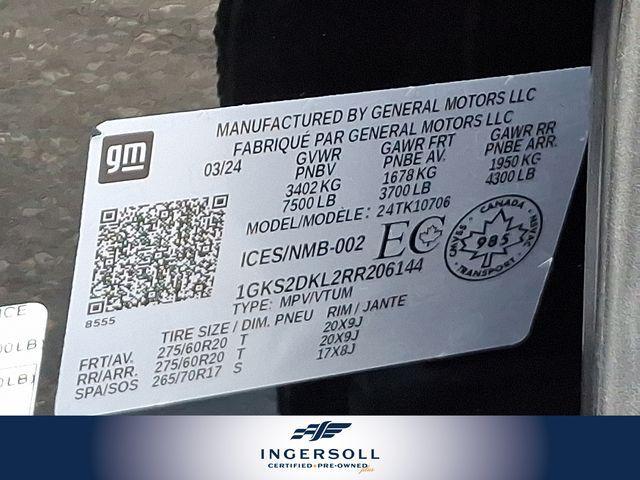 MANUFACTURED BY GENERAL MOTORS LLC
FABRIQUÉ PAR GENERAL MOTORS LLC
gm
03/24 GVWR GAWR FRT GAWR RR
PNBV PNBE AV. PNBE ARR.
3402 KG 1678 KG 1950 KG
7500 LB 3700 LB 4300 LB
MODEL/MODÈLE: 24TK10706
ICES/NMB-002 EC
CANADA
985
TRANSPORT
1GKS2DKL2RR206144
TYPE: MPV/VTUM
8555
TIRE SIZE / DIM. PNEU RIM / JANTE
FRT/AV. 275/60R20 T 20X9J
RR/ARR. 275/60R20 T 20X9J
SPA/SOS 265/70R17 S 17X8J
INGERSOLL
CERTIFIED PRE-OWNED plus